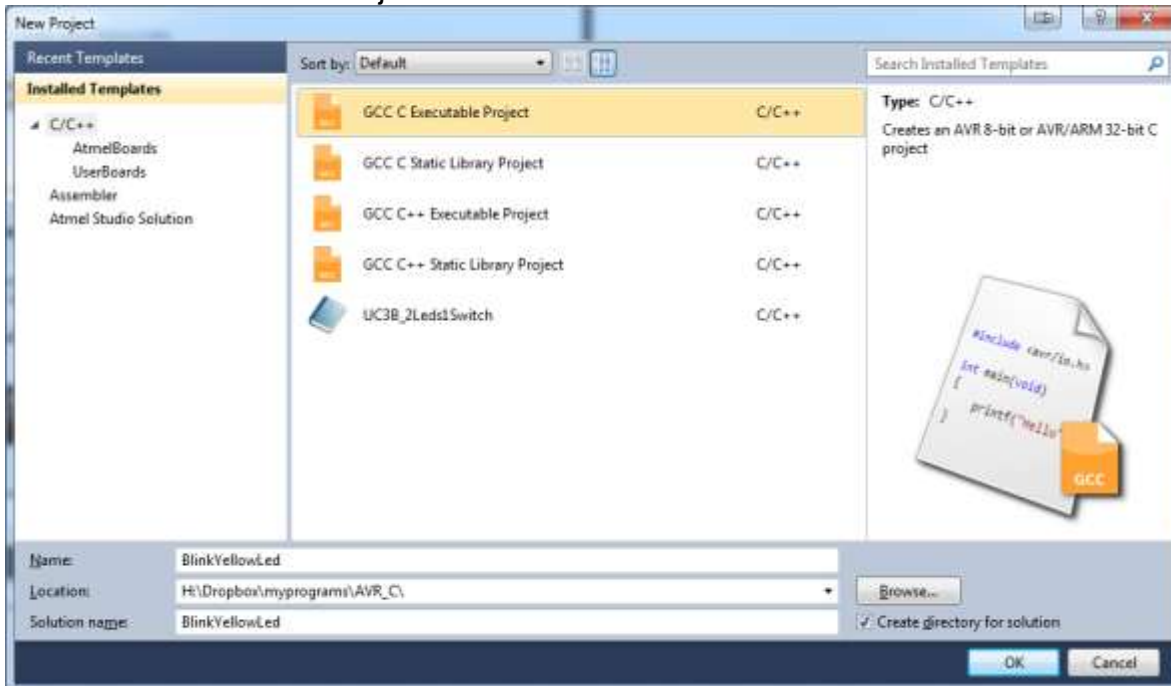 New Project
Recent Templates
Installed Templates
C/C++
AtmelBoards
UserBoards
Assembler
Atmel Studio Solution
Sort by: Default
GCC C Executable Project C/C++
GCC C Static Library Project C/C++
GCC C++ Executable Project C/C++
GCC C++ Static Library Project C/C++
UC3B_2Leds1Switch C/C++
Search Installed Templates
Type: C/C++
Creates an AVR 8-bit or AVR/ARM 32-bit C
project
#include <avr/io.h>
int main(void)
{
printf("Hello"
}
GCC
Name: BlinkYellowLed
Location: H:\Dropbox\myprograms\AVR_C\
Browse...
Solution name: BlinkYellowLed
Create directory for solution
OK Cancel